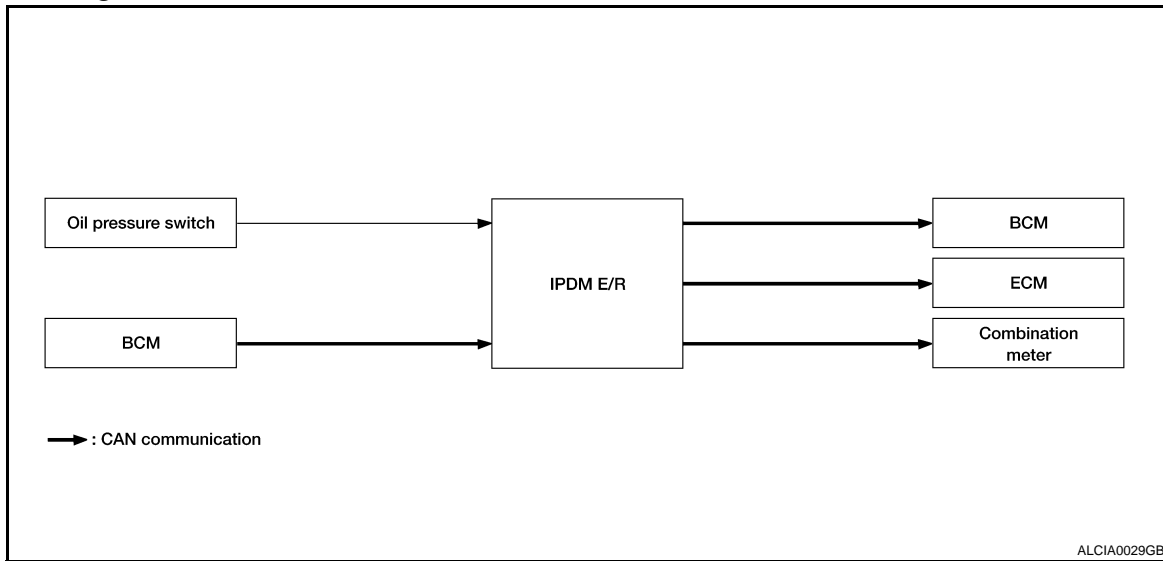 Oil pressure switch
BCM
IPDM E/R
BCM
ECM
Combination
meter
: CAN communication
ALCIA0029GB